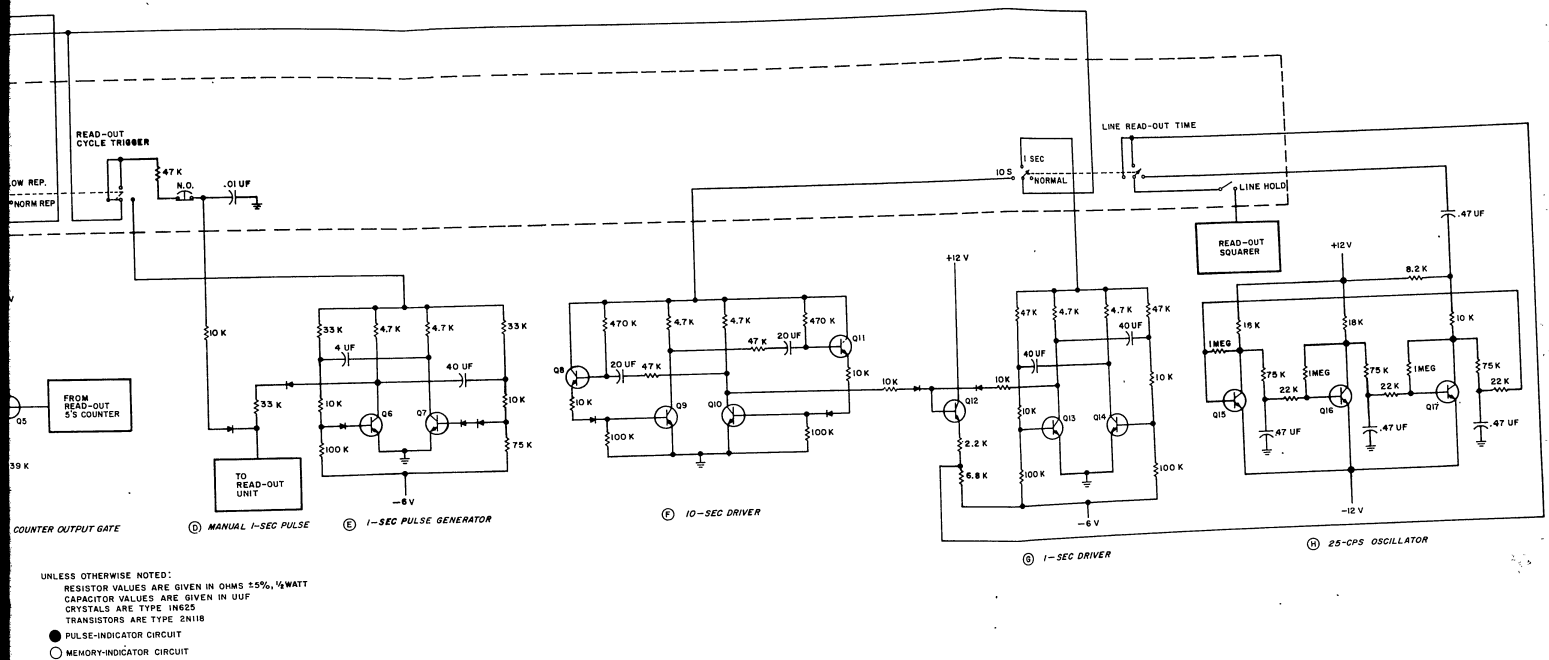 READ-OUT
CYCLE TRIGGER
47 K
N.O.
.01 UF
OW REP.
NORM REP
LINE READ-OUT TIME
1 SEC
10 S
NORMAL
LINE HOLD
.47 UF
READ-OUT
SQUARER
+12 V
+12 V
8.2 K
V
10 K
33 K
4.7 K
4.7 K
33 K
4 UF
40 UF
33 K
10 K
Q6
Q7
10 K
100 K
75 K
-6 V
470 K
4.7 K
4.7 K
470 K
Q11
47 K
20 UF
Q8
20 UF
47 K
10 K
10 K
Q9
Q10
100 K
100 K
10 K
10 K
Q12
2.2 K
6.8 K
47 K
4.7 K
4.7 K
47 K
40 UF
40 UF
10 K
10 K
Q13
Q14
100 K
100 K
-6 V
18 K
18 K
10 K
1MEG
1MEG
1MEG
75 K
75 K
75 K
22 K
22 K
22 K
Q15
Q16
Q17
.47 UF
.47 UF
.47 UF
-12 V
Q5
FROM
READ-OUT
5'S COUNTER
39 K
TO
READ-OUT
UNIT
COUNTER OUTPUT GATE
D MANUAL 1-SEC PULSE
E 1-SEC PULSE GENERATOR
F 10-SEC DRIVER
G 1-SEC DRIVER
H 25-CPS OSCILLATOR
UNLESS OTHERWISE NOTED:
RESISTOR VALUES ARE GIVEN IN OHMS ±5%, ½ WATT
CAPACITOR VALUES ARE GIVEN IN UUF
CRYSTALS ARE TYPE 1N625
TRANSISTORS ARE TYPE 2N118
PULSE-INDICATOR CIRCUIT
MEMORY-INDICATOR CIRCUIT